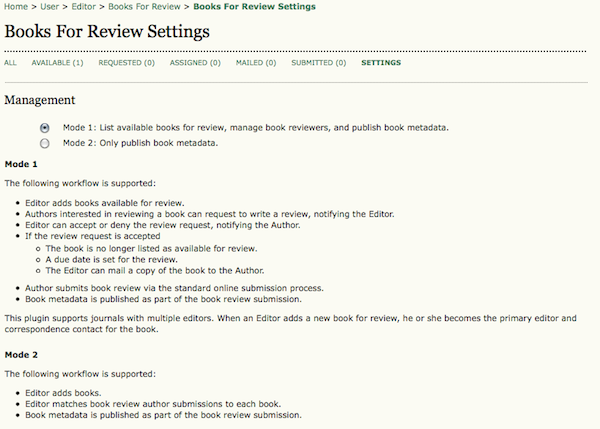 Home > User > Editor > Books For Review > Books For Review Settings
Books For Review Settings
ALL AVAILABLE (1) REQUESTED (0) ASSIGNED (0) MAILED (0) SUBMITTED (0) SETTINGS
Management
Mode 1: List available books for review, manage book reviewers, and publish book metadata.
Mode 2: Only publish book metadata.
Mode 1
The following workflow is supported:
• Editor adds books available for review.
• Authors interested in reviewing a book can request to write a review, notifying the Editor.
• Editor can accept or deny the review request, notifying the Author.
• If the review request is accepted
○ The book is no longer listed as available for review.
○ A due date is set for the review.
○ The Editor can mail a copy of the book to the Author.
• Author submits book review via the standard online submission process.
• Book metadata is published as part of the book review submission.
This plugin supports journals with multiple editors. When an Editor adds a new book for review, he or she becomes the primary editor and
correspondence contact for the book.
Mode 2
The following workflow is supported:
• Editor adds books.
• Editor matches book review author submissions to each book.
• Book metadata is published as part of the book review submission.